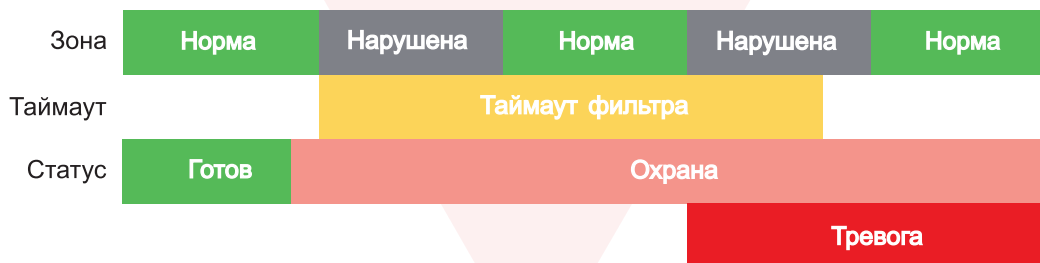 Зона Норма Нарушена Норма Нарушена Норма
Таймаут Таймаут фильтра
Статус Готов Охрана
Тревога